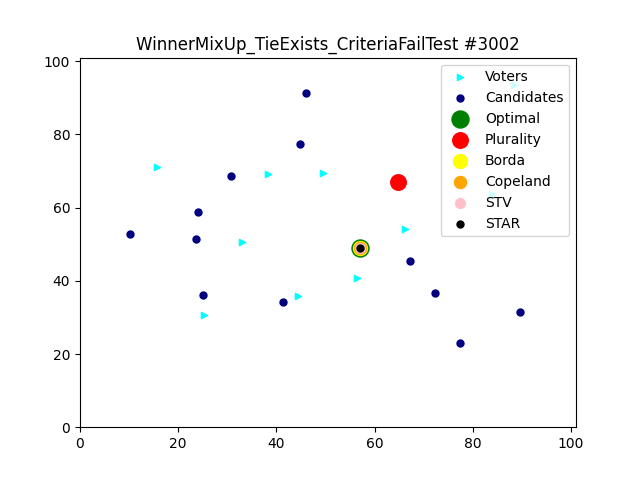 WinnerMixUp_TieExists_CriteriaFailTest #3002
100
80
60
40
20
0
0 20 40 60 80 100
Voters
Candidates
Optimal
Plurality
Borda
Copeland
STV
STAR